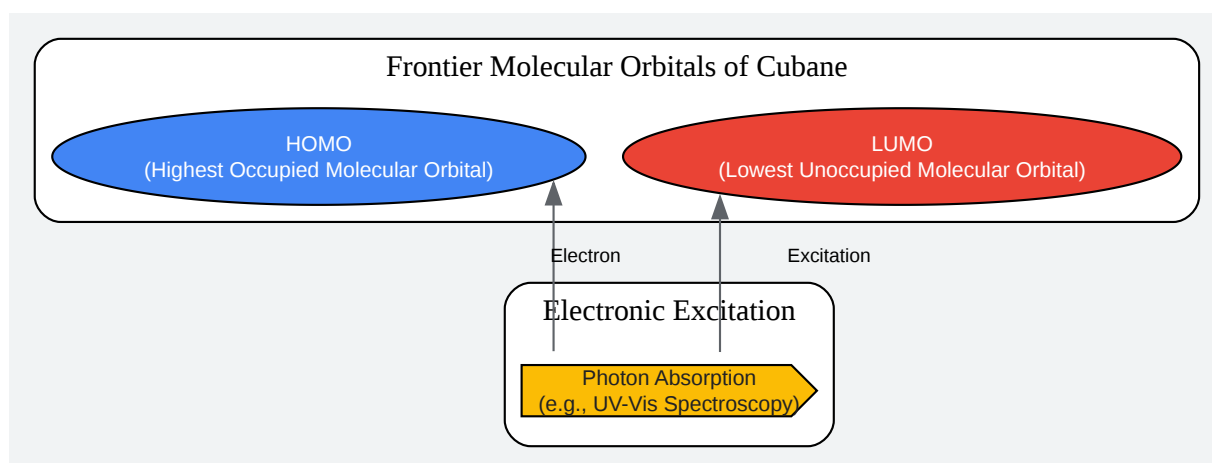 Frontier Molecular Orbitals of Cubane
HOMO
(Highest Occupied Molecular Orbital)
LUMO
(Lowest Unoccupied Molecular Orbital)
Electron
Excitation
Electronic Excitation
Photon Absorption
(e.g., UV-Vis Spectroscopy)